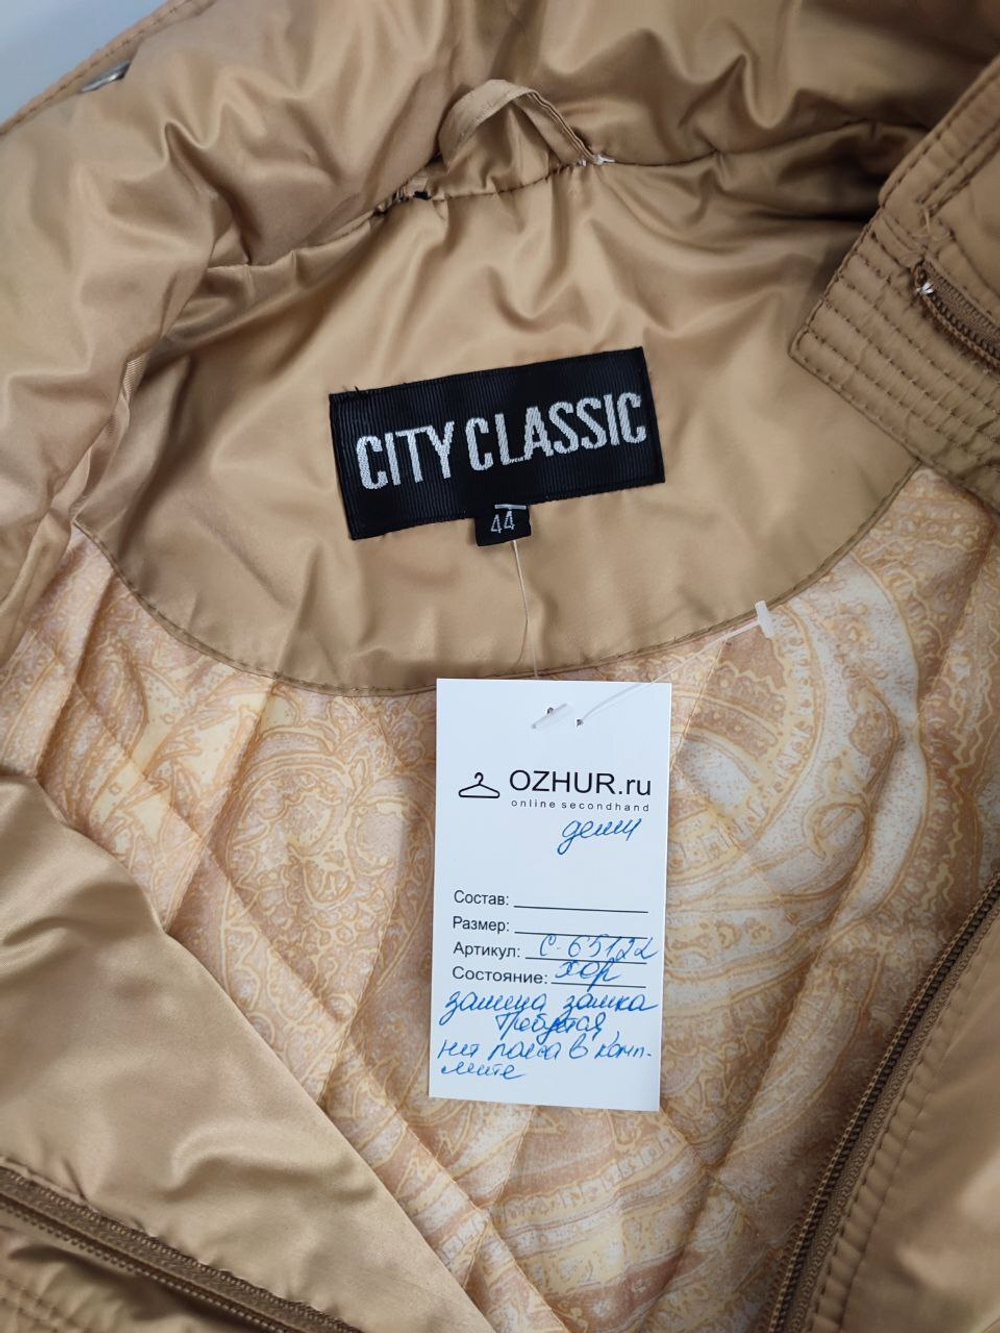 CITY CLASSIC
44
OZHUR.ru
online secondhand
деми
Состав:
Размер:
Артикул: С-65122
Состояние: хор
замена замка
требуется,
нет пояса в комп-
лекте